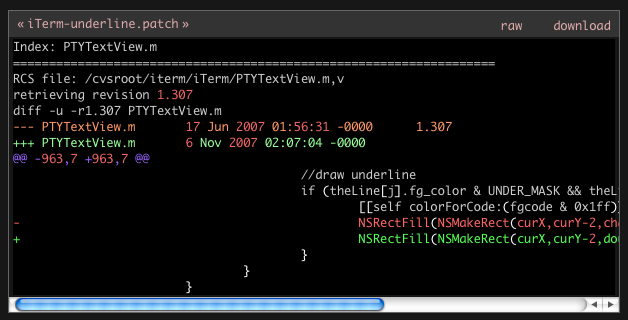 « iTerm-underline.patch »
raw download
Index: PTYTextView.m
===================================================================
RCS file: /cvsroot/iterm/iTerm/PTYTextView.m,v
retrieving revision 1.307
diff -u -r1.307 PTYTextView.m
--- PTYTextView.m 17 Jun 2007 01:56:31 -0000 1.307
+++ PTYTextView.m 6 Nov 2007 02:07:04 -0000
@@ -963,7 +963,7 @@
//draw underline
if (theLine[j].fg_color & UNDER_MASK && theL
[[self colorForCode:(fgcode & 0x1ff)]
- NSRectFill(NSMakeRect(curX,curY-2,cha
+ NSRectFill(NSMakeRect(curX,curY-2,dou
}
}
}